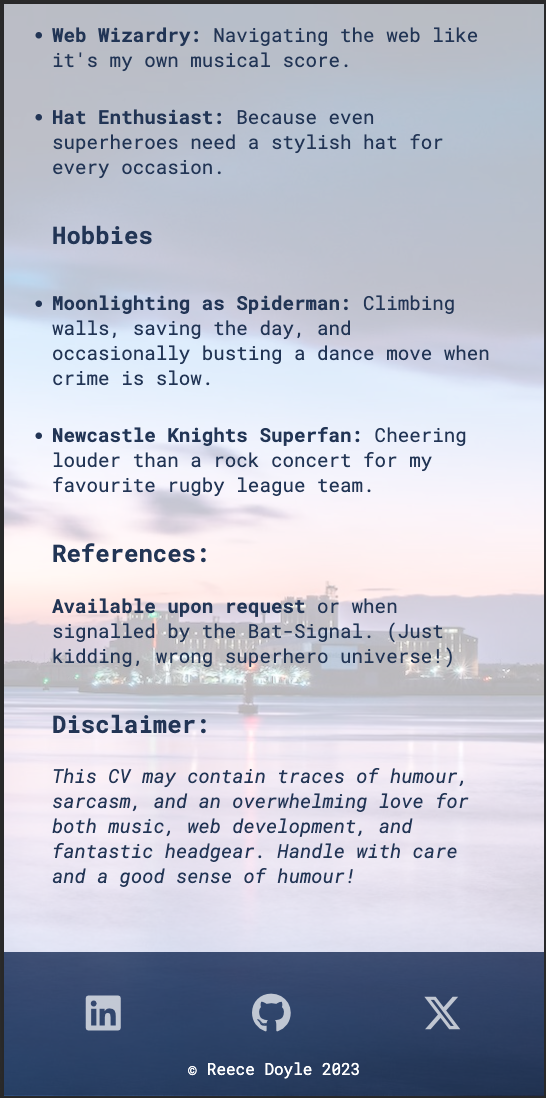 • Web Wizardry: Navigating the web like
it's my own musical score.
• Hat Enthusiast: Because even
superheroes need a stylish hat for
every occasion.
Hobbies
• Moonlighting as Spiderman: Climbing
walls, saving the day, and
occasionally busting a dance move when
crime is slow.
• Newcastle Knights Superfan: Cheering
louder than a rock concert for my
favourite rugby league team.
References:
Available upon request or when
signalled by the Bat-Signal. (Just
kidding, wrong superhero universe!)
Disclaimer:
This CV may contain traces of humour,
sarcasm, and an overwhelming love for
both music, web development, and
fantastic headgear. Handle with care
and a good sense of humour!
in
X
© Reece Doyle 2023